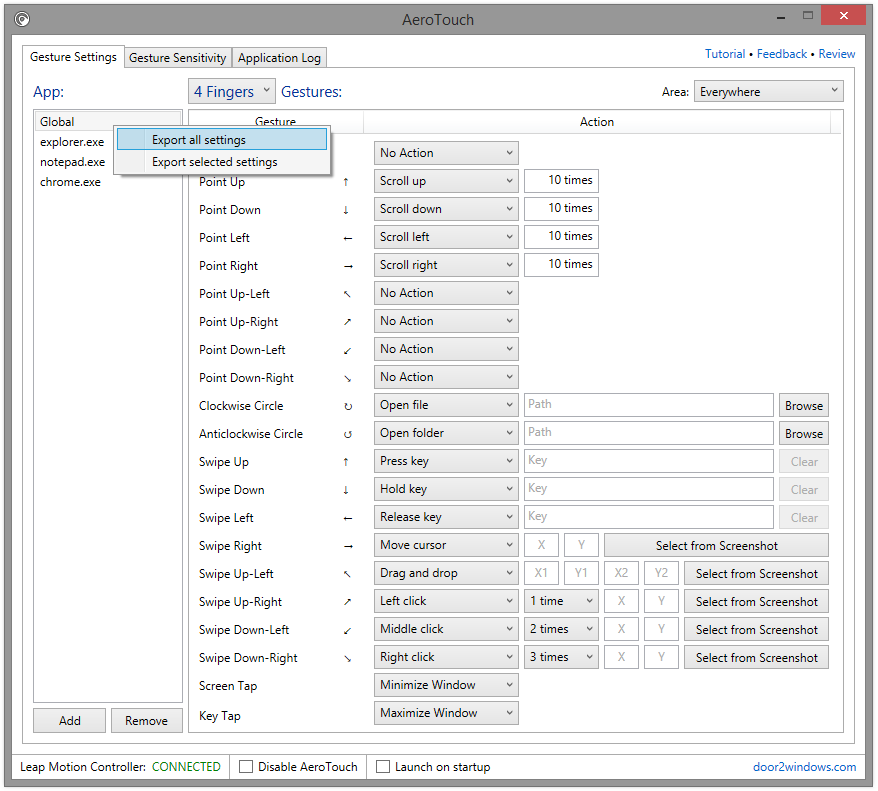 AeroTouch
Gesture Settings Gesture Sensitivity Application Log
Tutorial • Feedback • Review
App: 4 Fingers Gestures: Area: Everywhere
Global
explorer.exe
notepad.exe
chrome.exe
Export all settings
Export selected settings
Gesture Action
No Action
Point Up ↑ Scroll up 10 times
Point Down ↓ Scroll down 10 times
Point Left ← Scroll left 10 times
Point Right → Scroll right 10 times
Point Up-Left ↖ No Action
Point Up-Right ↗ No Action
Point Down-Left ↙ No Action
Point Down-Right ↘ No Action
Clockwise Circle ↻ Open file Path Browse
Anticlockwise Circle ↺ Open folder Path Browse
Swipe Up ↑ Press key Key Clear
Swipe Down ↓ Hold key Key Clear
Swipe Left ← Release key Key Clear
Swipe Right → Move cursor X Y Select from Screenshot
Swipe Up-Left ↖ Drag and drop X1 Y1 X2 Y2 Select from Screenshot
Swipe Up-Right ↗ Left click 1 time X Y Select from Screenshot
Swipe Down-Left ↙ Middle click 2 times X Y Select from Screenshot
Swipe Down-Right ↘ Right click 3 times X Y Select from Screenshot
Screen Tap Minimize Window
Key Tap Maximize Window
Add Remove
Leap Motion Controller: CONNECTED Disable AeroTouch Launch on startup door2windows.com